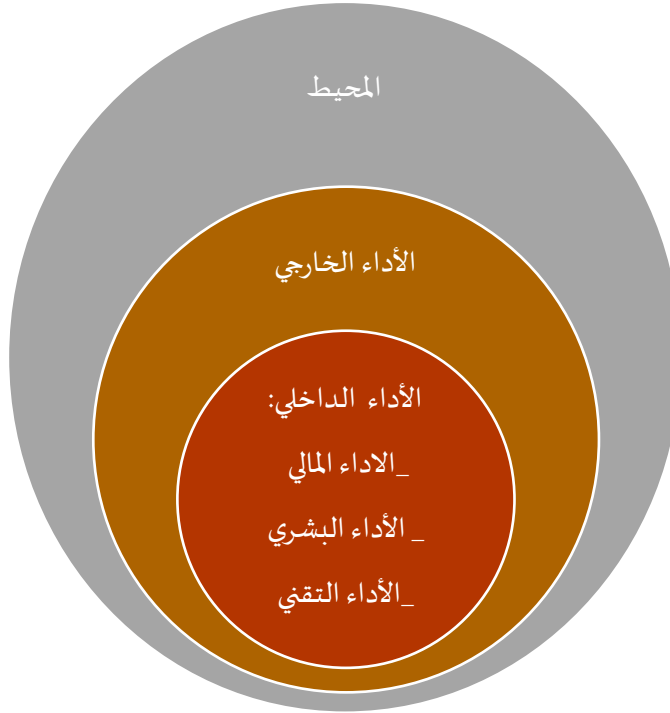 المحيط
الأداء الخارجي
الأداء الداخلي:
_الاداء المالي
_ الأداء البشري
_الأداء التقني